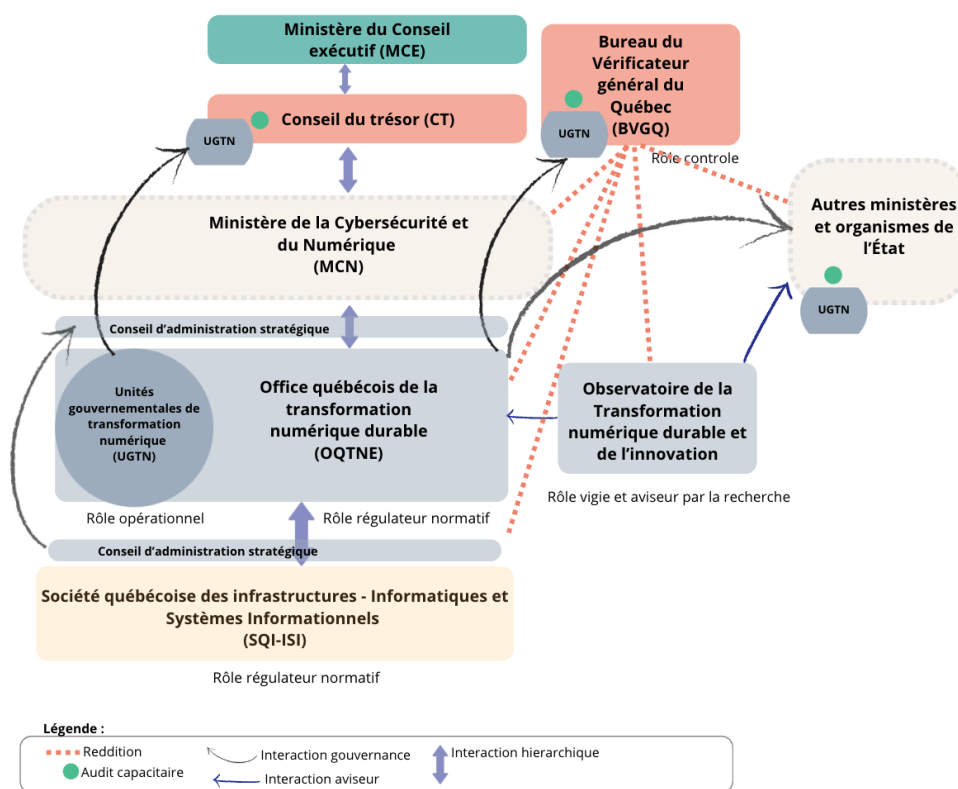 Ministère du Conseil
exécutif (MCE)
Bureau du
Vérificateur
général du
Québec
(BVGQ)
UGTN
Conseil du trésor (CT)
UGTN
Rôle controle
Ministère de la Cybersécurité et
du Numérique
(MCN)
Autres ministères
et organismes de
l'État
UGTN
Conseil d'administration stratégique
Unités
gouvernementales de
transformation
numérique
(UGTN)
Office québécois de la
transformation
numérique durable
(OQTNE)
Observatoire de la
Transformation
numérique durable et
de l'innovation
Rôle opérationnel
Rôle régulateur normatif
Rôle vigie et aviseur par la recherche
Conseil d'administration stratégique
Société québécoise des infrastructures - Informatiques et
Systèmes Informationnels
(SQI-ISI)
Rôle régulateur normatif
Légende :
Reddition
Interaction gouvernance
Interaction hierarchique
Audit capacitaire
Interaction aviseur